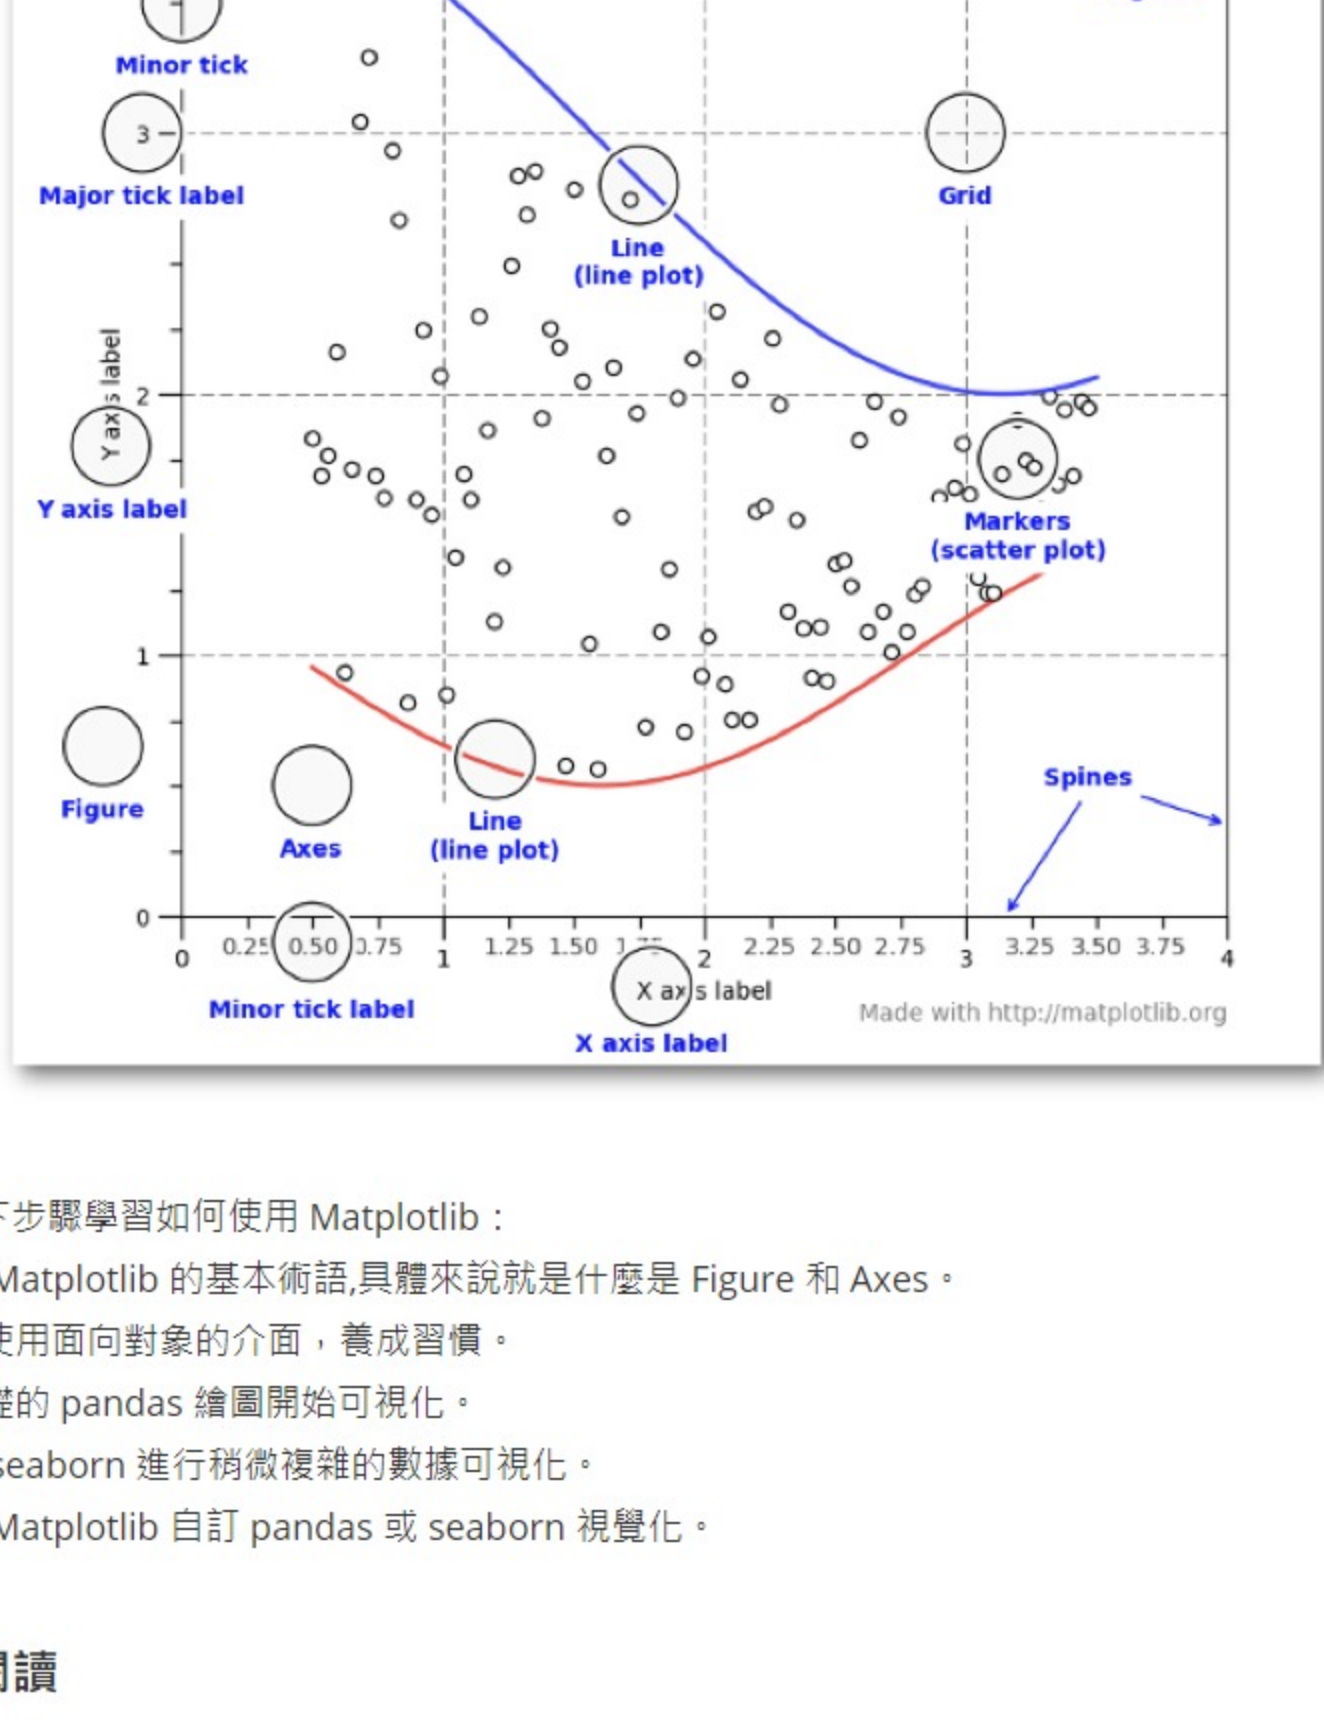 Minor tick
3
Major tick label
Grid
Line
(line plot)
Y axis label
2
Y axis label
Markers
(scatter plot)
1
Spines
Figure
Line
Axes
(line plot)
0
0.25 0.50 0.75 1.25 1.50 2.25 2.50 2.75 3.25 3.50 3.75
0 1 2 3 4
X axis label
Minor tick label
Made with http://matplotlib.org
X axis label
步驟學習如何使用 Matplotlib：
Matplotlib 的基本術語,具體來說就是什麼是 Figure 和 Axes。
使用面向對象的介面，養成習慣。
的 pandas 繪圖開始可視化。
seaborn 進行稍微複雜的數據可視化。
Matplotlib 自訂 pandas 或 seaborn 視覺化。
讀